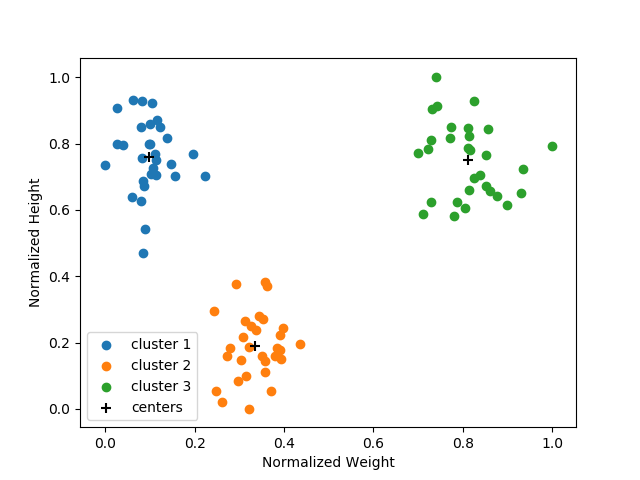 1.0
0.8
0.6
0.4
0.2
0.0
Normalized Height
cluster 1
cluster 2
cluster 3
centers
0.0 0.2 0.4 0.6 0.8 1.0
Normalized Weight